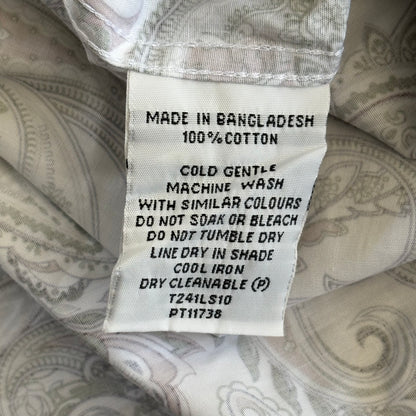 MADE IN BANGLADESH
100% COTTON
COLD GENTLE
MACHINE WASH
WITH SIMILAR COLOURS
DO NOT SOAK OR BLEACH
DO NOT TUMBLE DRY
LINE DRY IN SHADE
COOL IRON
DRY CLEANABLE Ⓟ
T241LS10
PT11738